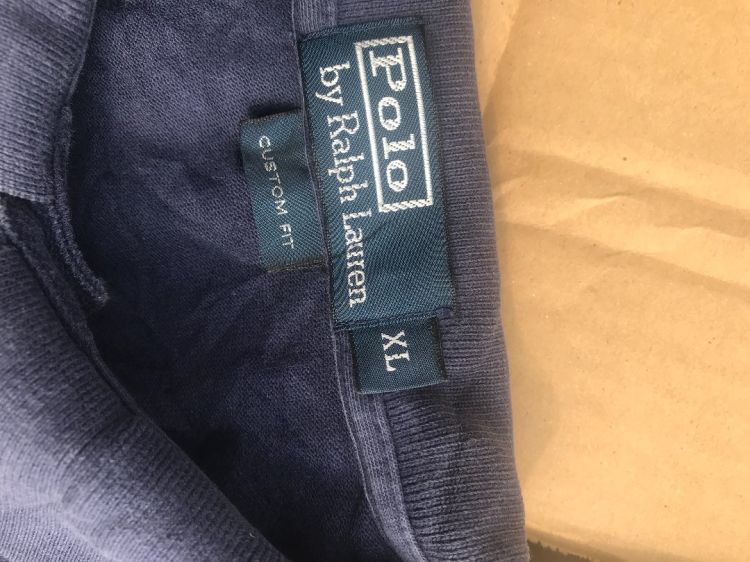 Polo
by Ralph Lauren
XL
CUSTOM FIT